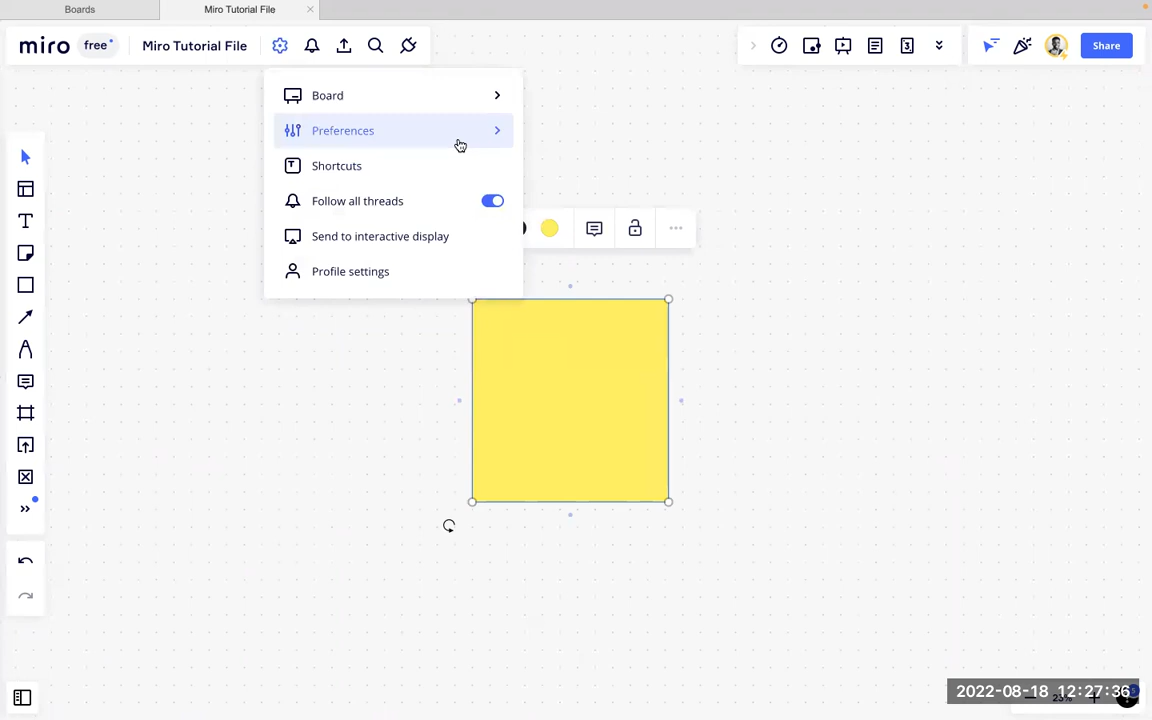 Boards
Miro Tutorial File
miro free
Miro Tutorial File
3
Share
Board
Preferences
Shortcuts
Follow all threads
Send to interactive display
Profile settings
2022-08-18 12:27:36